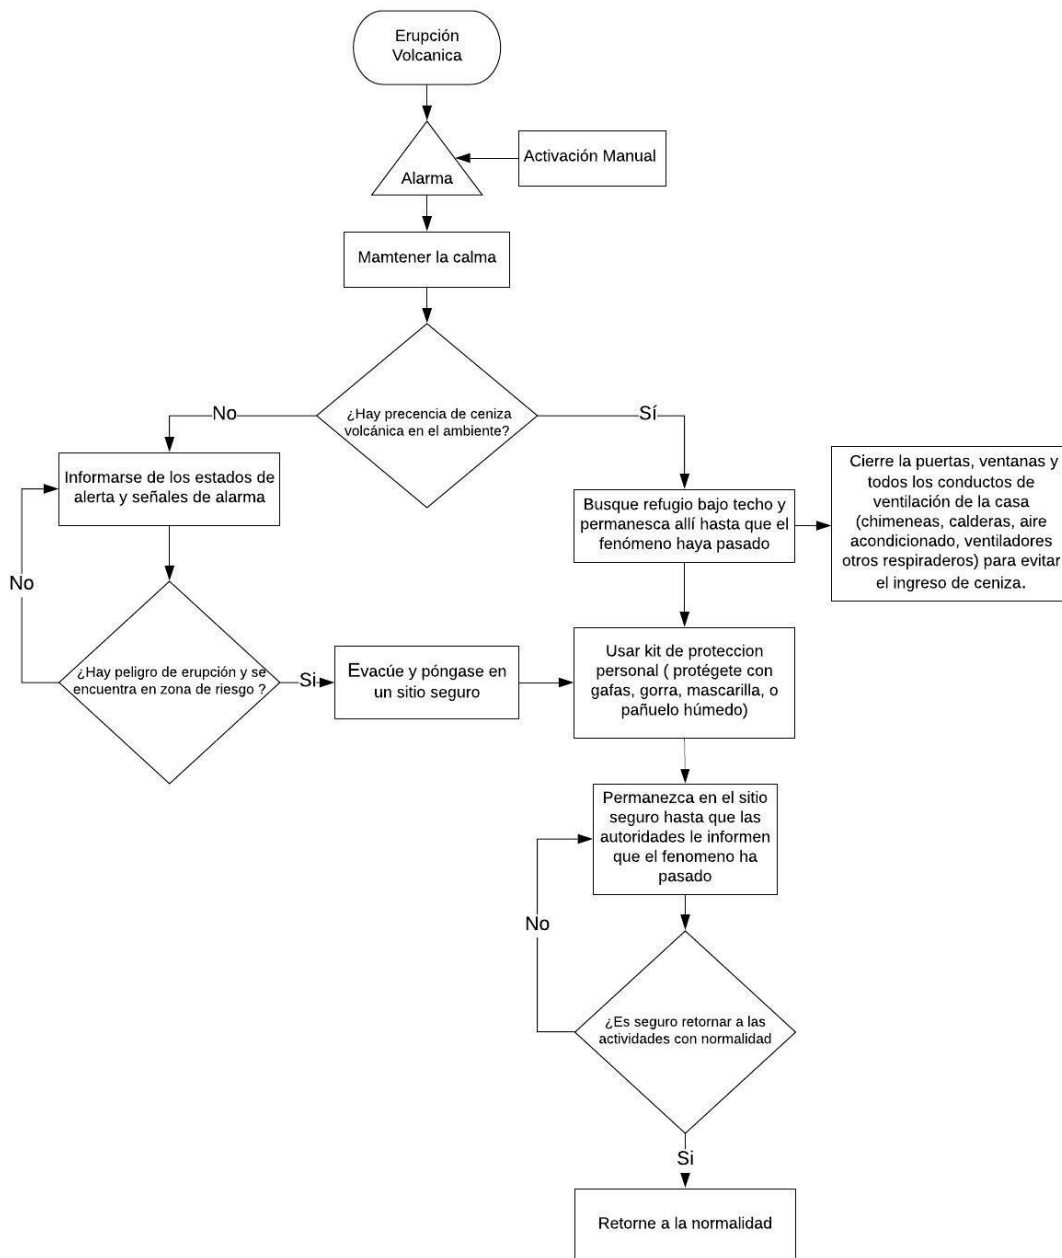 Erupción
Volcanica
Activación Manual
Alarma
Mamtener la calma
¿Hay precencia de ceniza
volcánica en el ambiente?
No
Sí
Informarse de los estados de
alerta y señales de alarma
Busque refugio bajo techo y
permanesca allí hasta que el
fenómeno haya pasado
Cierre la puertas, ventanas y
todos los conductos de
ventilación de la casa
(chimeneas, calderas, aire
acondicionado, ventiladores
otros respiraderos) para evitar
el ingreso de ceniza.
No
¿Hay peligro de erupción y se
encuentra en zona de riesgo ?
Si
Evacúe y póngase en
un sitio seguro
Usar kit de proteccion
personal ( protégete con
gafas, gorra, mascarilla, o
pañuelo húmedo)
Permanezca en el sitio
seguro hasta que las
autoridades le informen
que el fenomeno ha
pasado
No
¿Es seguro retornar a las
actividades con normalidad
Si
Retorne a la normalidad